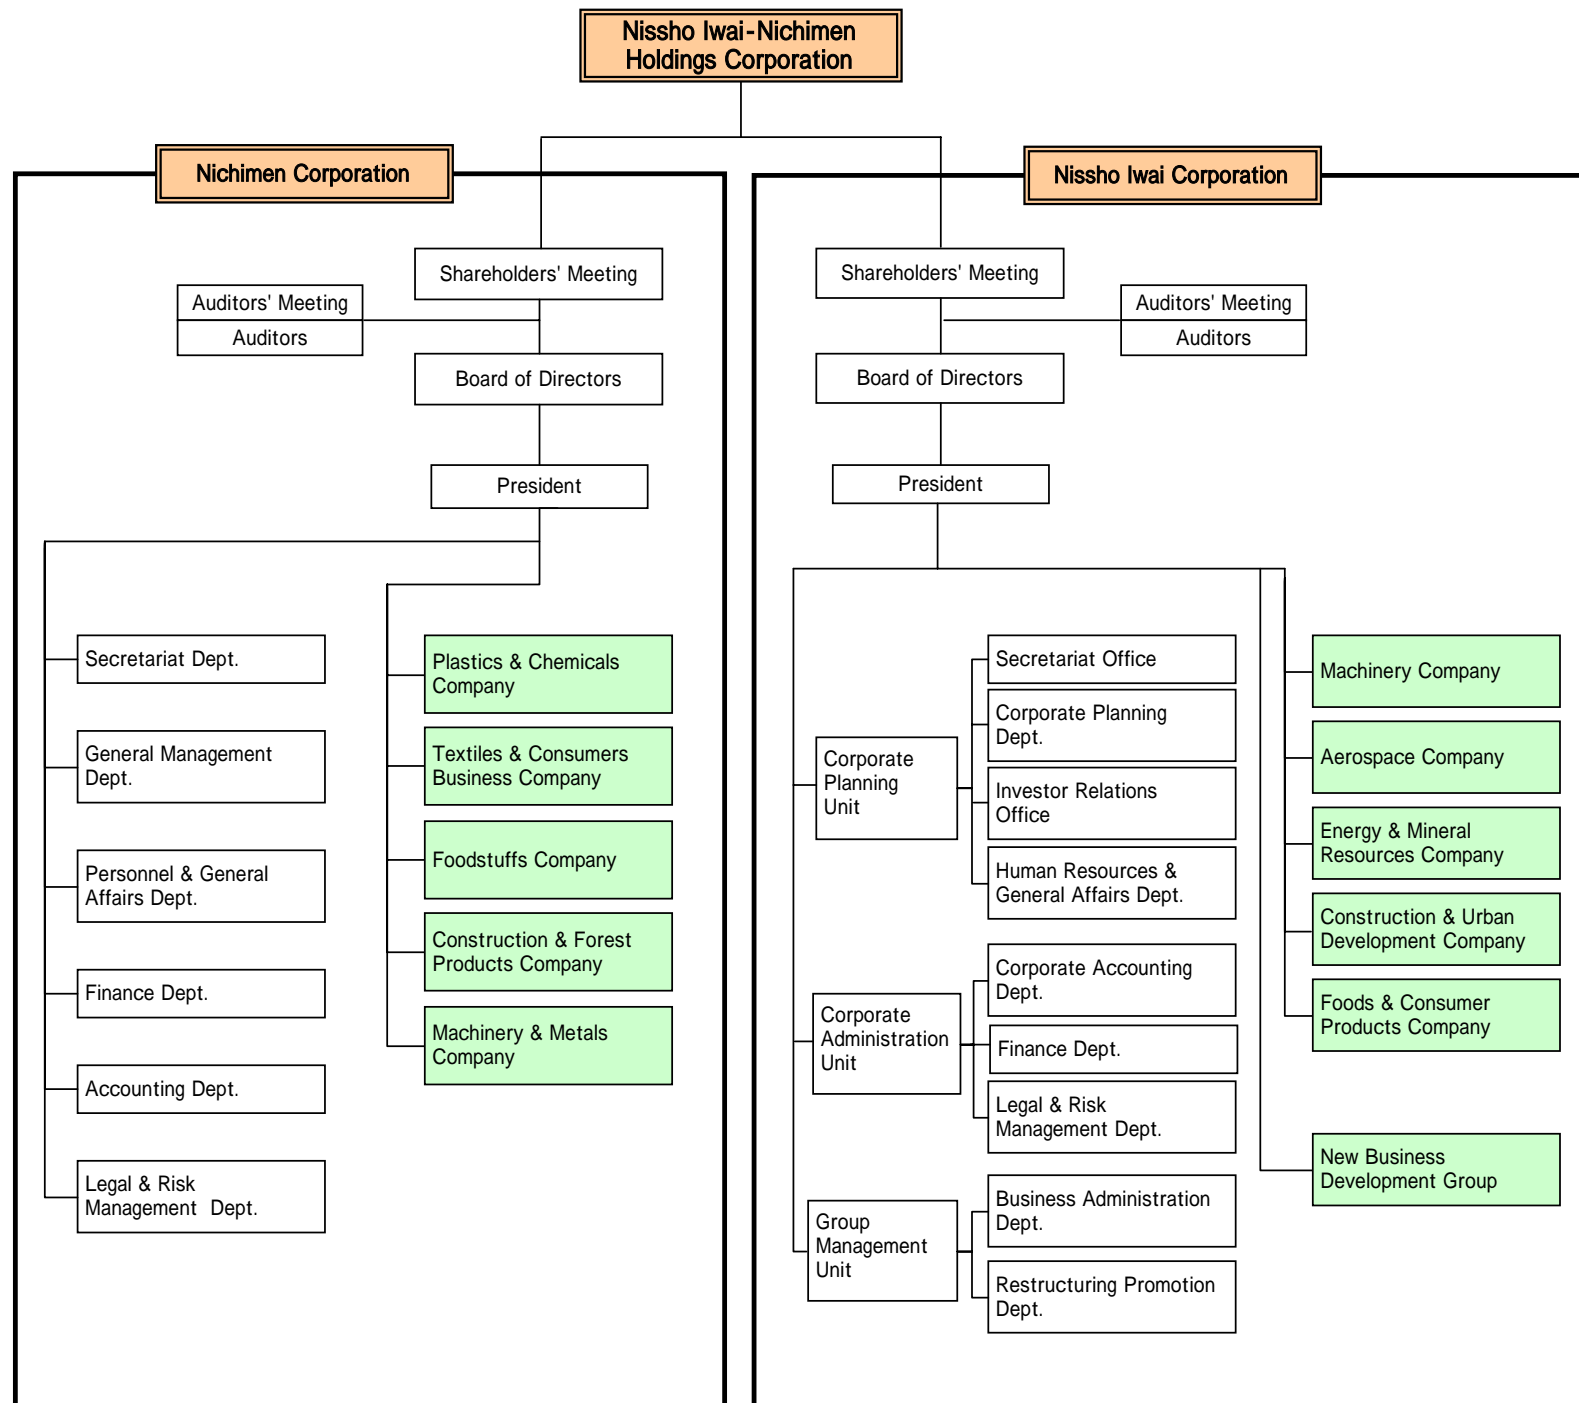 Nissho Iwai-Nichimen
Holdings Corporation
Nichimen Corporation
Shareholders' Meeting
Auditors' Meeting
Auditors
Board of Directors
President
Secretariat Dept.
General Management
Dept.
Personnel & General
Affairs Dept.
Finance Dept.
Accounting Dept.
Legal & Risk
Management Dept.
Plastics & Chemicals
Company
Textiles & Consumers
Business Company
Foodstuffs Company
Construction & Forest
Products Company
Machinery & Metals
Company
Nissho Iwai Corporation
Shareholders' Meeting
Auditors' Meeting
Auditors
Board of Directors
President
Corporate
Planning
Unit
Secretariat Office
Corporate Planning
Dept.
Investor Relations
Office
Human Resources &
General Affairs Dept.
Corporate
Administration
Unit
Corporate Accounting
Dept.
Finance Dept.
Legal & Risk
Management Dept.
Group
Management
Unit
Business Administration
Dept.
Restructuring Promotion
Dept.
Machinery Company
Aerospace Company
Energy & Mineral
Resources Company
Construction & Urban
Development Company
Foods & Consumer
Products Company
New Business
Development Group